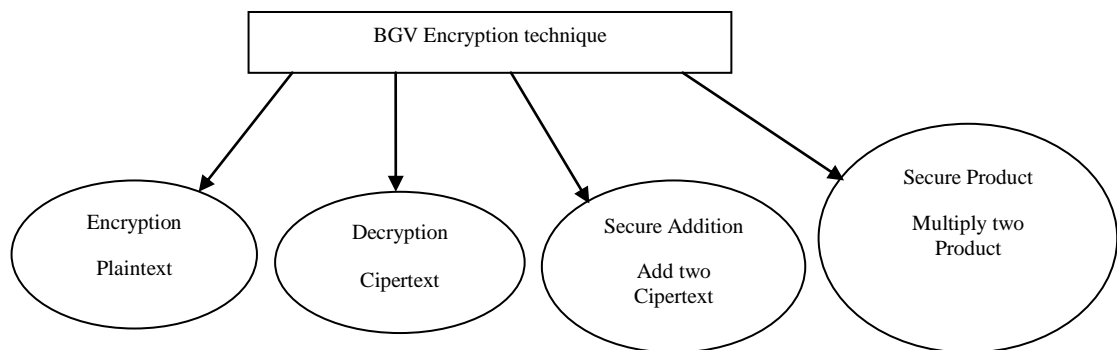 BGV Encryption technique
Encryption
Plaintext
Decryption
Cipertext
Secure Addition
Add two
Cipertext
Secure Product
Multiply two
Product